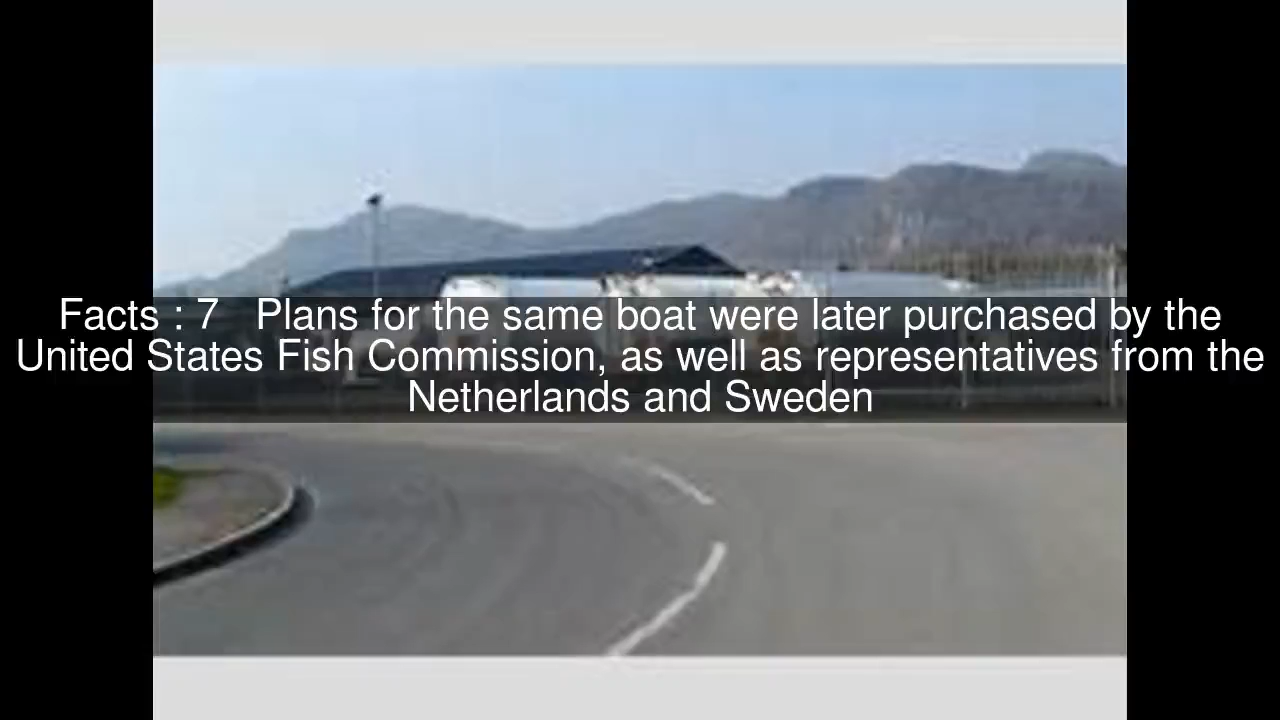 Facts : 7 Plans for the same boat were later purchased by the
United States Fish Commission, as well as representatives from the
Netherlands and Sweden